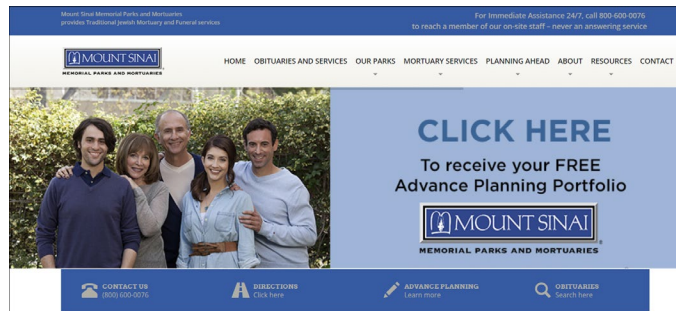 Mount Sinai Memorial Parks and Mortuaries
provides Traditional Jewish Mortuary and Funeral services
For Immediate Assistance 24/7, call 800-600-0076
to reach a member of our on-site staff – never an answering service
MOUNT SINAI
MEMORIAL PARKS AND MORTUARIES
HOME OBITUARIES AND SERVICES OUR PARKS MORTUARY SERVICES PLANNING AHEAD ABOUT RESOURCES CONTACT
CLICK HERE
To receive your FREE
Advance Planning Portfolio
MOUNT SINAI
MEMORIAL PARKS AND MORTUARIES
CONTACT US
(800) 600-0076
DIRECTIONS
Click here
ADVANCE PLANNING
Learn more
OBITUARIES
Search here